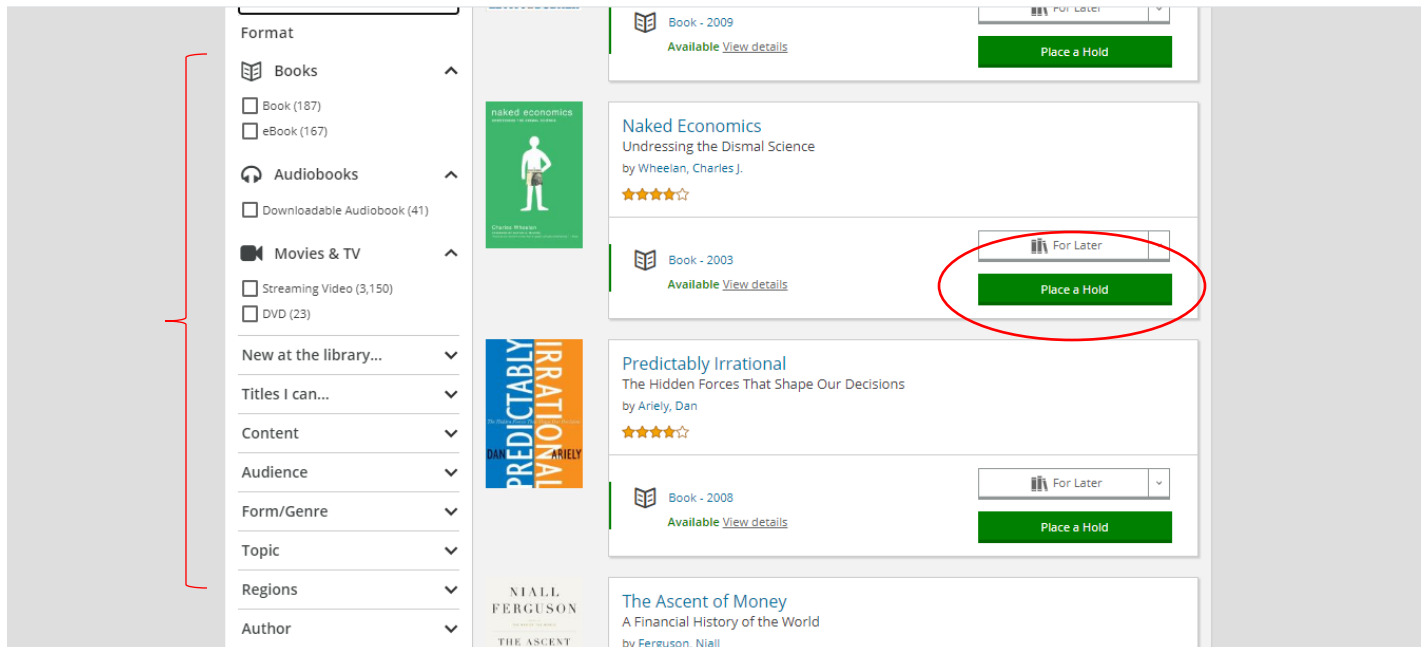 Format
Books
Book (187)
eBook (167)
Audiobooks
Downloadable Audiobook (41)
Movies & TV
Streaming Video (3,150)
DVD (23)
New at the library...
Titles I can...
Content
Audience
Form/Genre
Topic
Regions
Author
Book - 2009
Available View details
For Later
Place a Hold
naked economics
Charles Wheelan
Naked Economics
Undressing the Dismal Science
by Wheelan, Charles J.
Book - 2003
Available View details
For Later
Place a Hold
PREDICTABLY
IRRATIONAL
DAN ARIELY
Predictably Irrational
The Hidden Forces That Shape Our Decisions
by Ariely, Dan
Book - 2008
Available View details
For Later
Place a Hold
NIALL
FERGUSON
THE ASCENT
The Ascent of Money
A Financial History of the World
by Ferguson, Niall